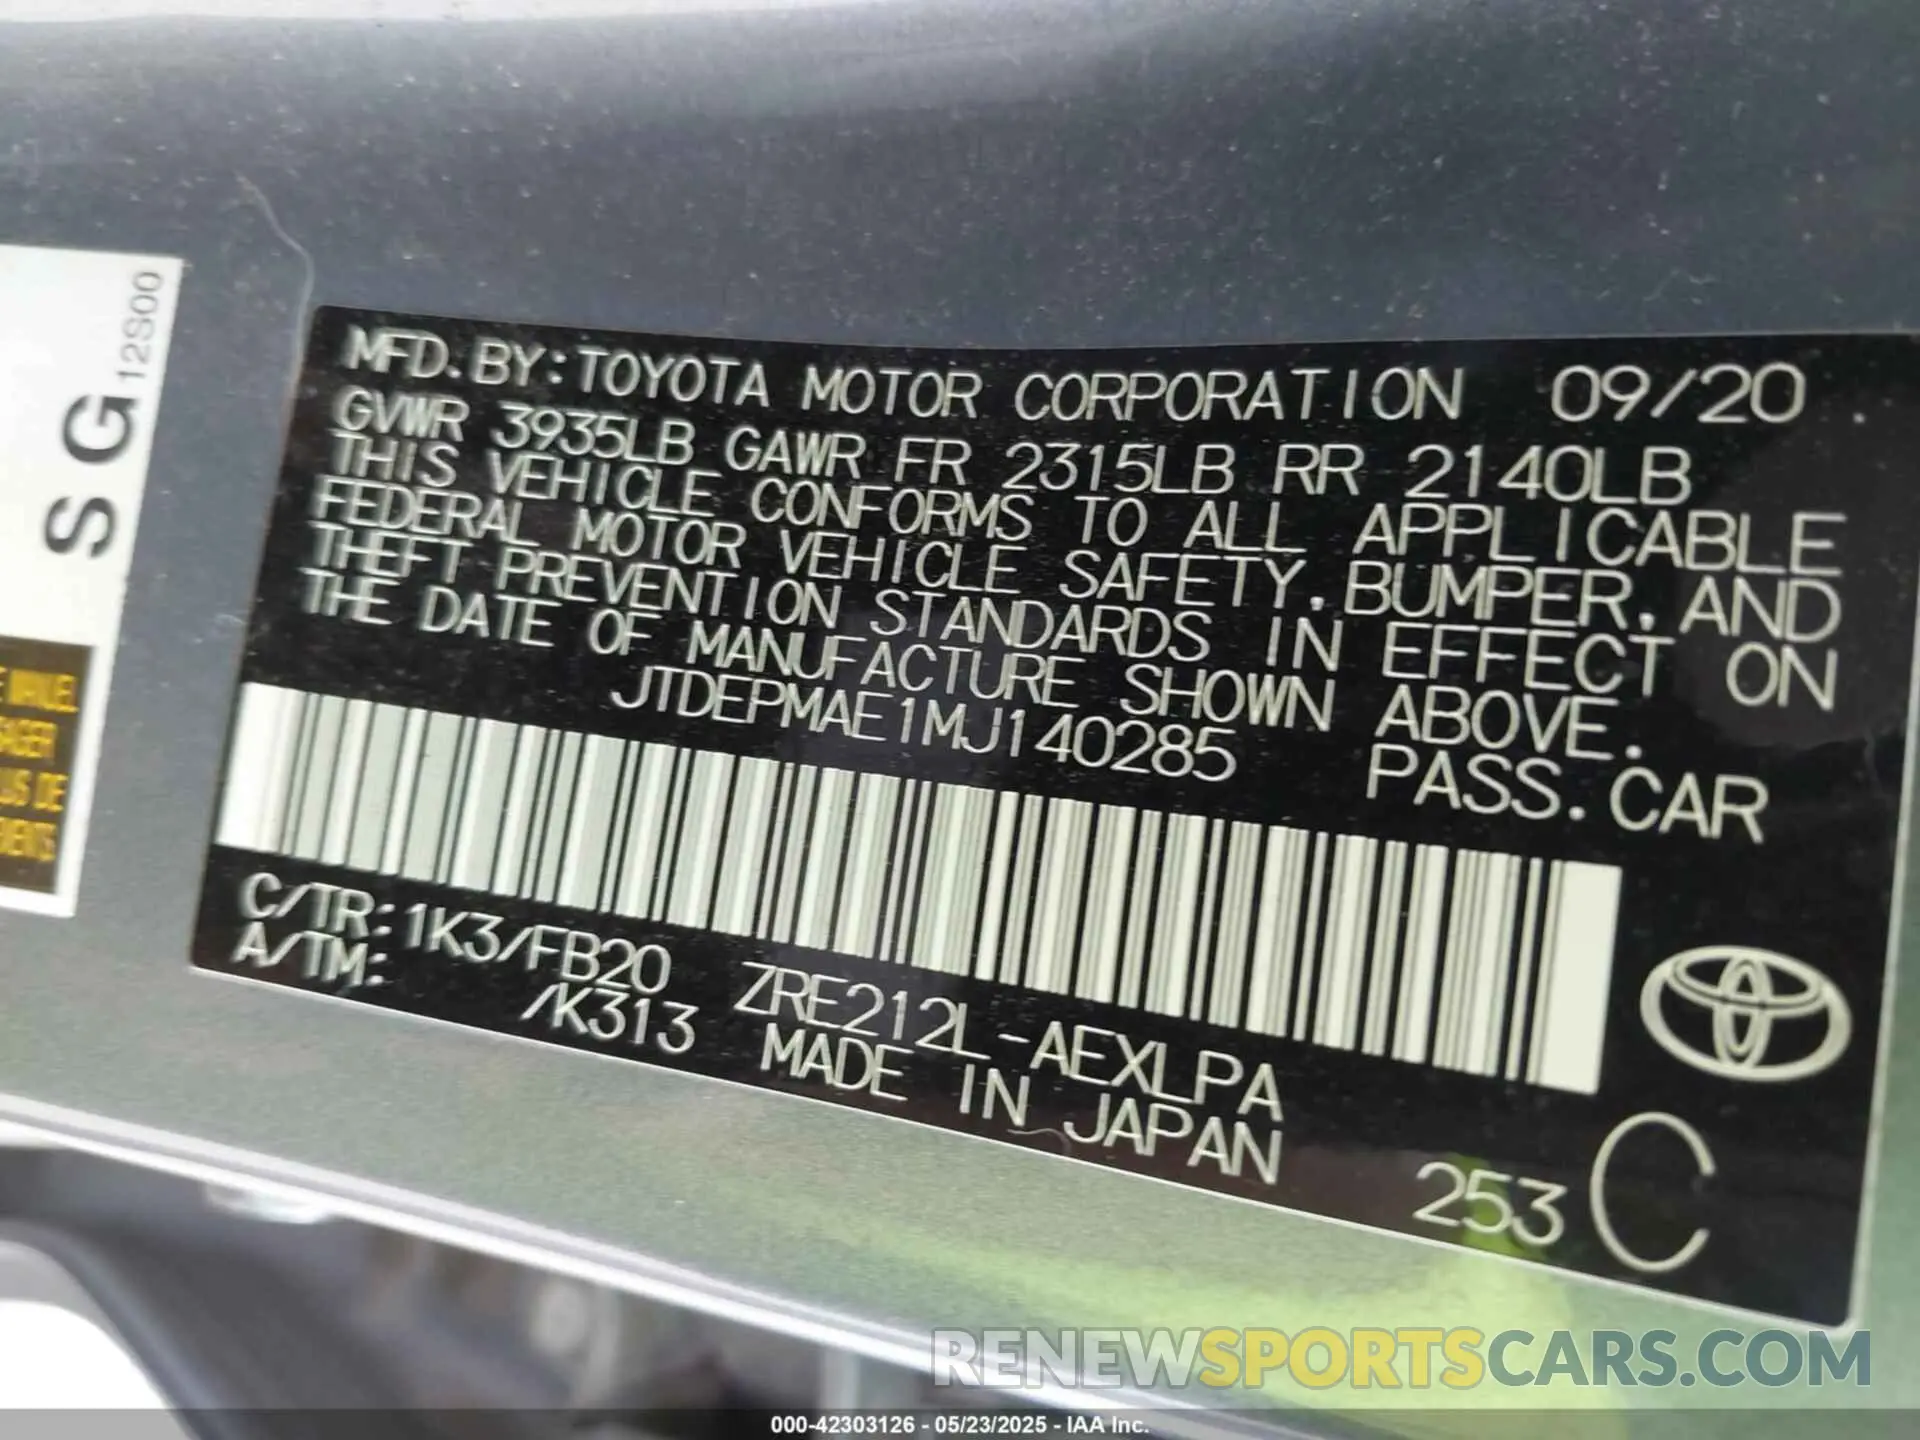 MFD. BY: TOYOTA MOTOR CORPORATION 09/20
GVWR 3935LB GAWR FR 2315LB RR 2140LB
THIS VEHICLE CONFORMS TO ALL APPLICABLE
FEDERAL MOTOR VEHICLE SAFETY, BUMPER, AND
THEFT PREVENTION STANDARDS IN EFFECT ON
THE DATE OF MANUFACTURE SHOWN ABOVE.
JTDEPMAE1MJ140285 PASS. CAR
C/TR: 1K3/FB20 ZRE212L-AEXLPA
A/TM: /K313 MADE IN JAPAN
253 C
SG 12S00
RENEWSPORTSCARS.COM
000-42303126 - 05/23/2025 - IAA Inc.